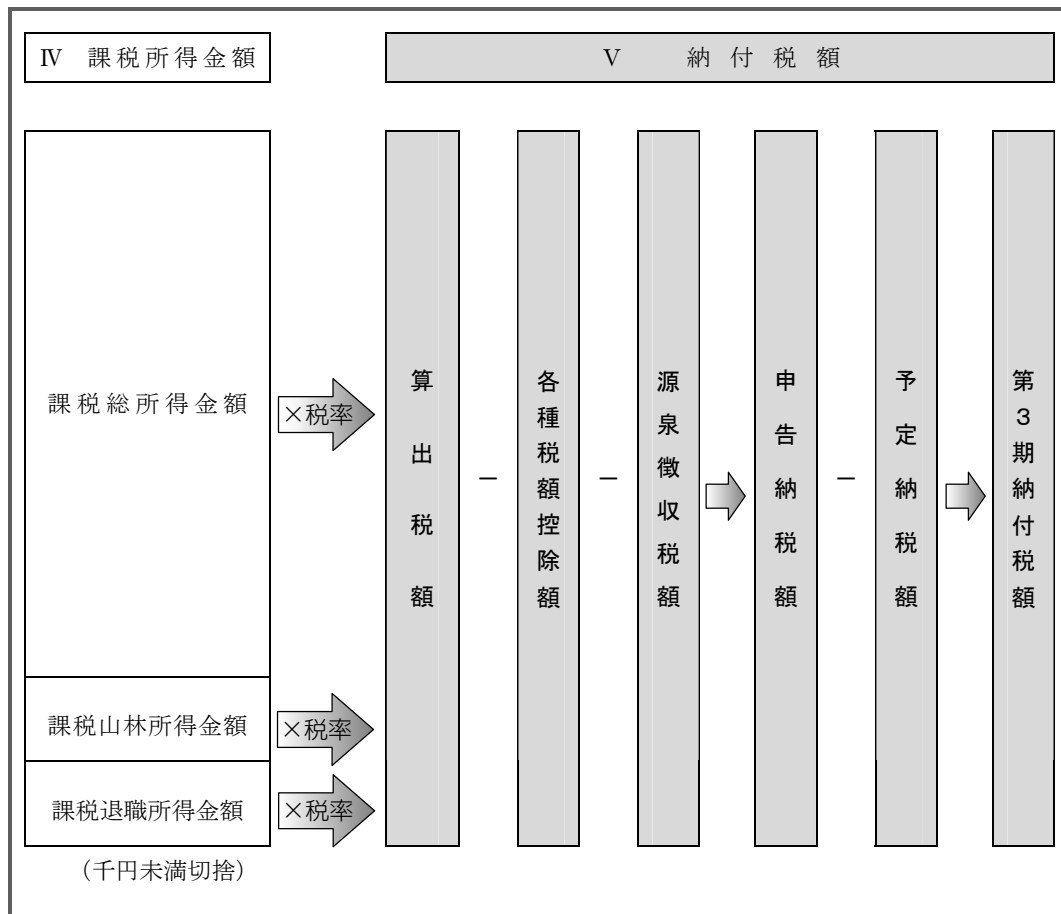 Ⅳ 課税所得金額
Ⅴ 納付税額
課税総所得金額
×税率
課税山林所得金額
×税率
課税退職所得金額
×税率
(千円未満切捨)
算出税額
－
各種税額控除額
－
源泉徴収税額
申告納税額
－
予定納税額
第３期納付税額